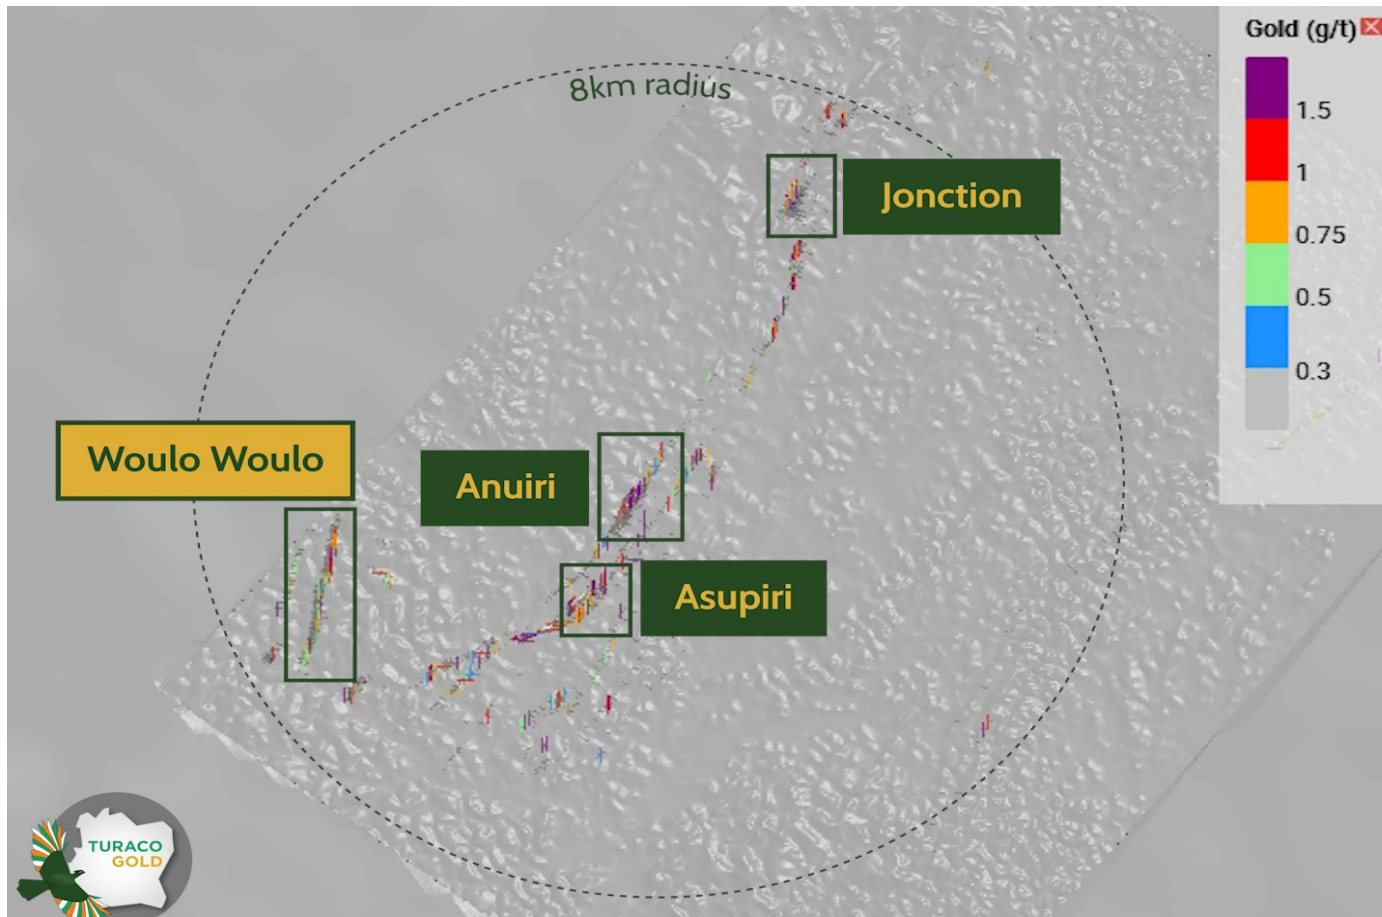 8km radius
Gold (g/t)
1.5
1
0.75
0.5
0.3
Jonction
Woulo Woulo
Anuiri
Asupiri
TURACO
GOLD